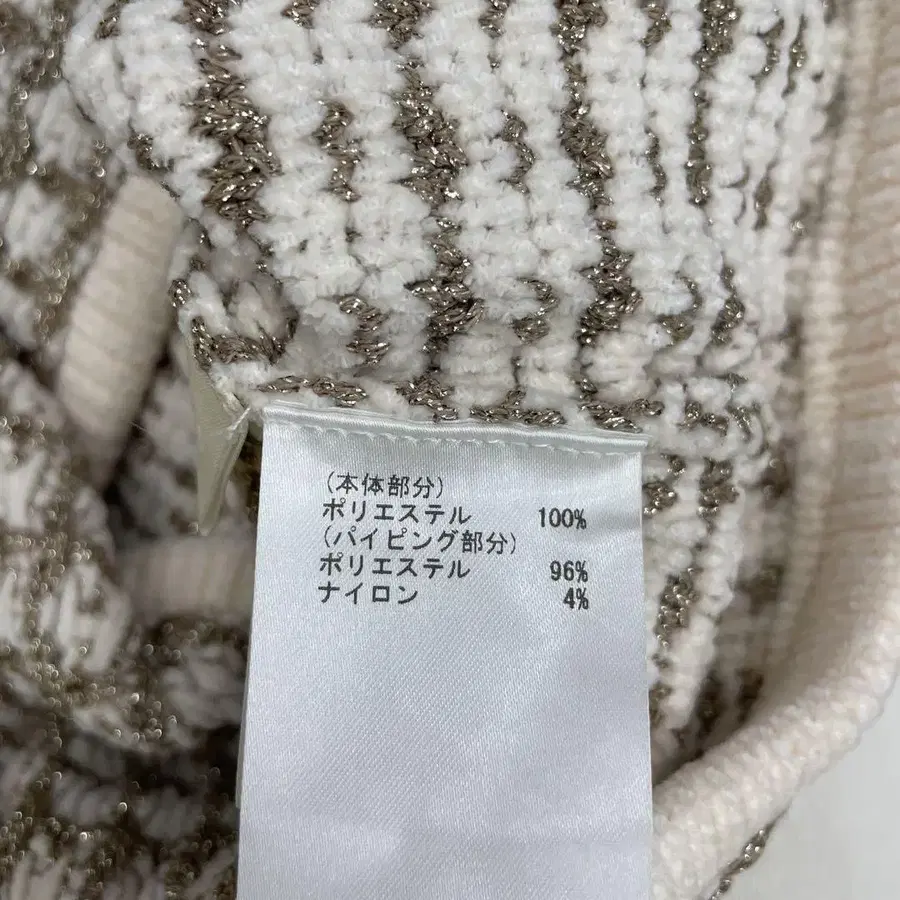 (本体部分)
ポリエステル 100%
(パイピング部分)
ポリエステル 96%
ナイロン 4%